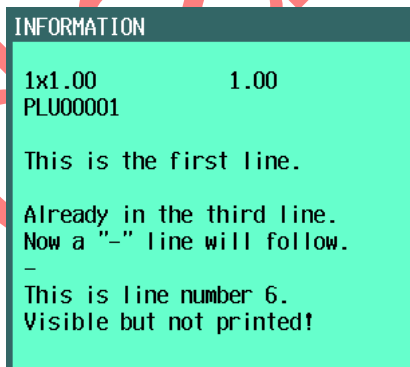 INFORMATION
1x1.00 1.00
PLU00001
This is the first line.
Already in the third line.
Now a "-" line will follow.
-
This is line number 6.
Visible but not printed!